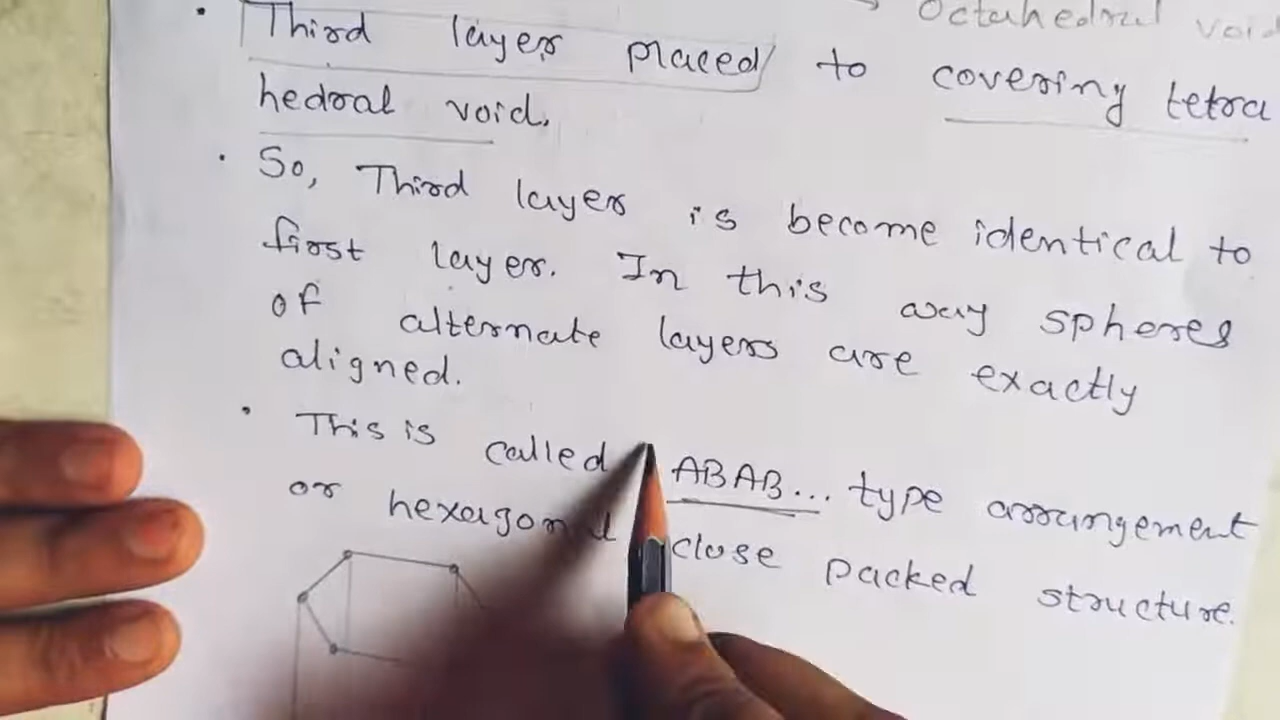 Octahedral void
• Third layer placed to covering tetra
hedral void.
• So, Third layer is become identical to
first layer. In this way spheres
of alternate layers are exactly
aligned.
• This is called ABAB... type arrangement
or hexagonal close packed structure.